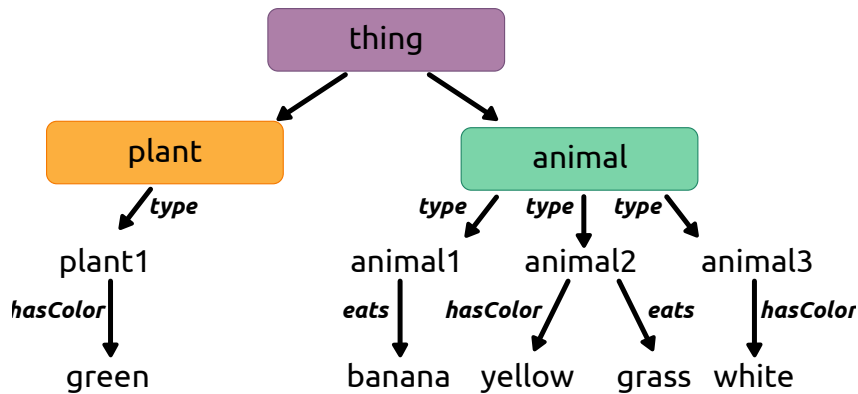 thing
plant
animal
type
type
type
type
plant1
animal1
animal2
animal3
hasColor
eats
hasColor
eats
hasColor
green
banana
yellow
grass
white